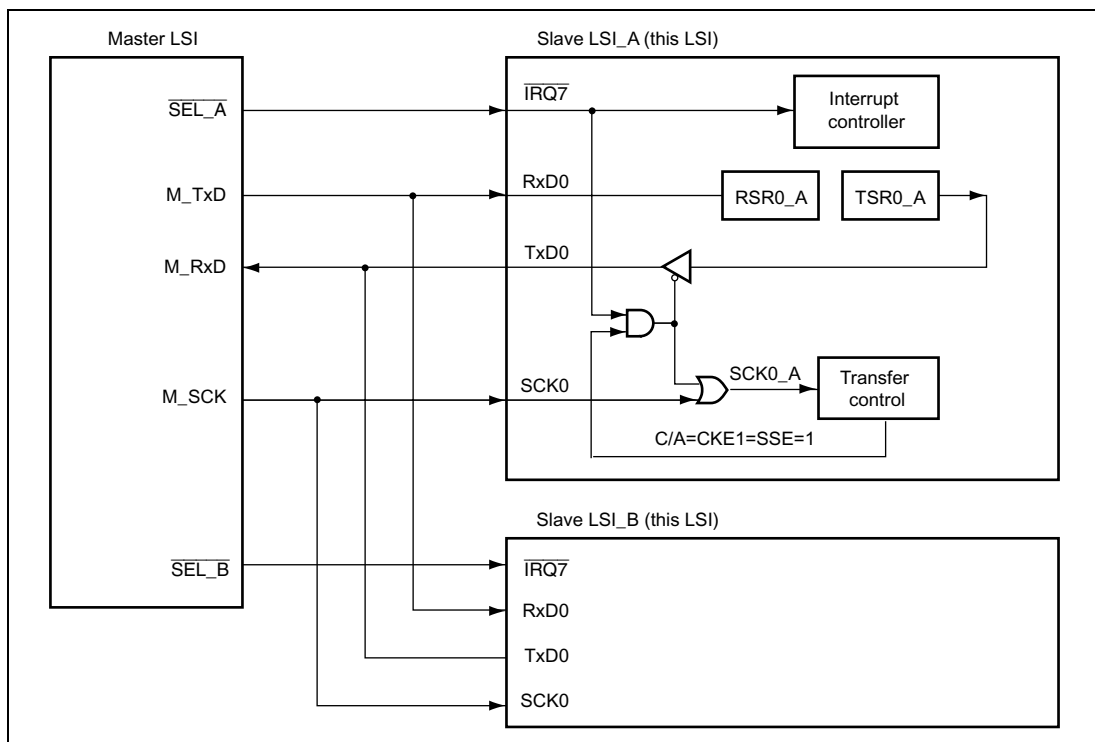 Master LSI
SEL_A
M_TxD
M_RxD
M_SCK
SEL_B
Slave LSI_A (this LSI)
IRQ7
Interrupt
controller
RxD0
RSR0_A
TSR0_A
TxD0
SCK0
SCK0_A
Transfer
control
C/A=CKE1=SSE=1
Slave LSI_B (this LSI)
IRQ7
RxD0
TxD0
SCK0